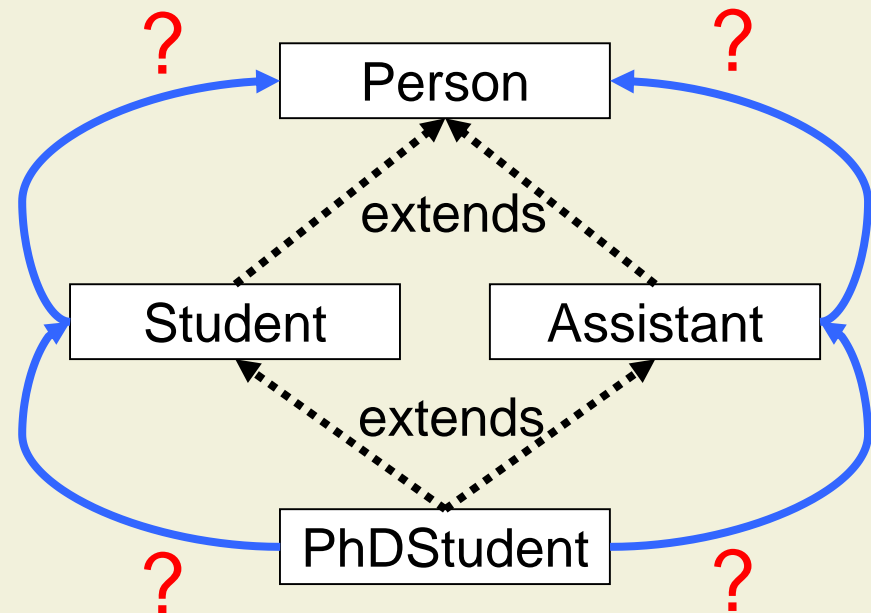 ? ?
Person
extends
Student Assistant
extends
PhDStudent
? ?